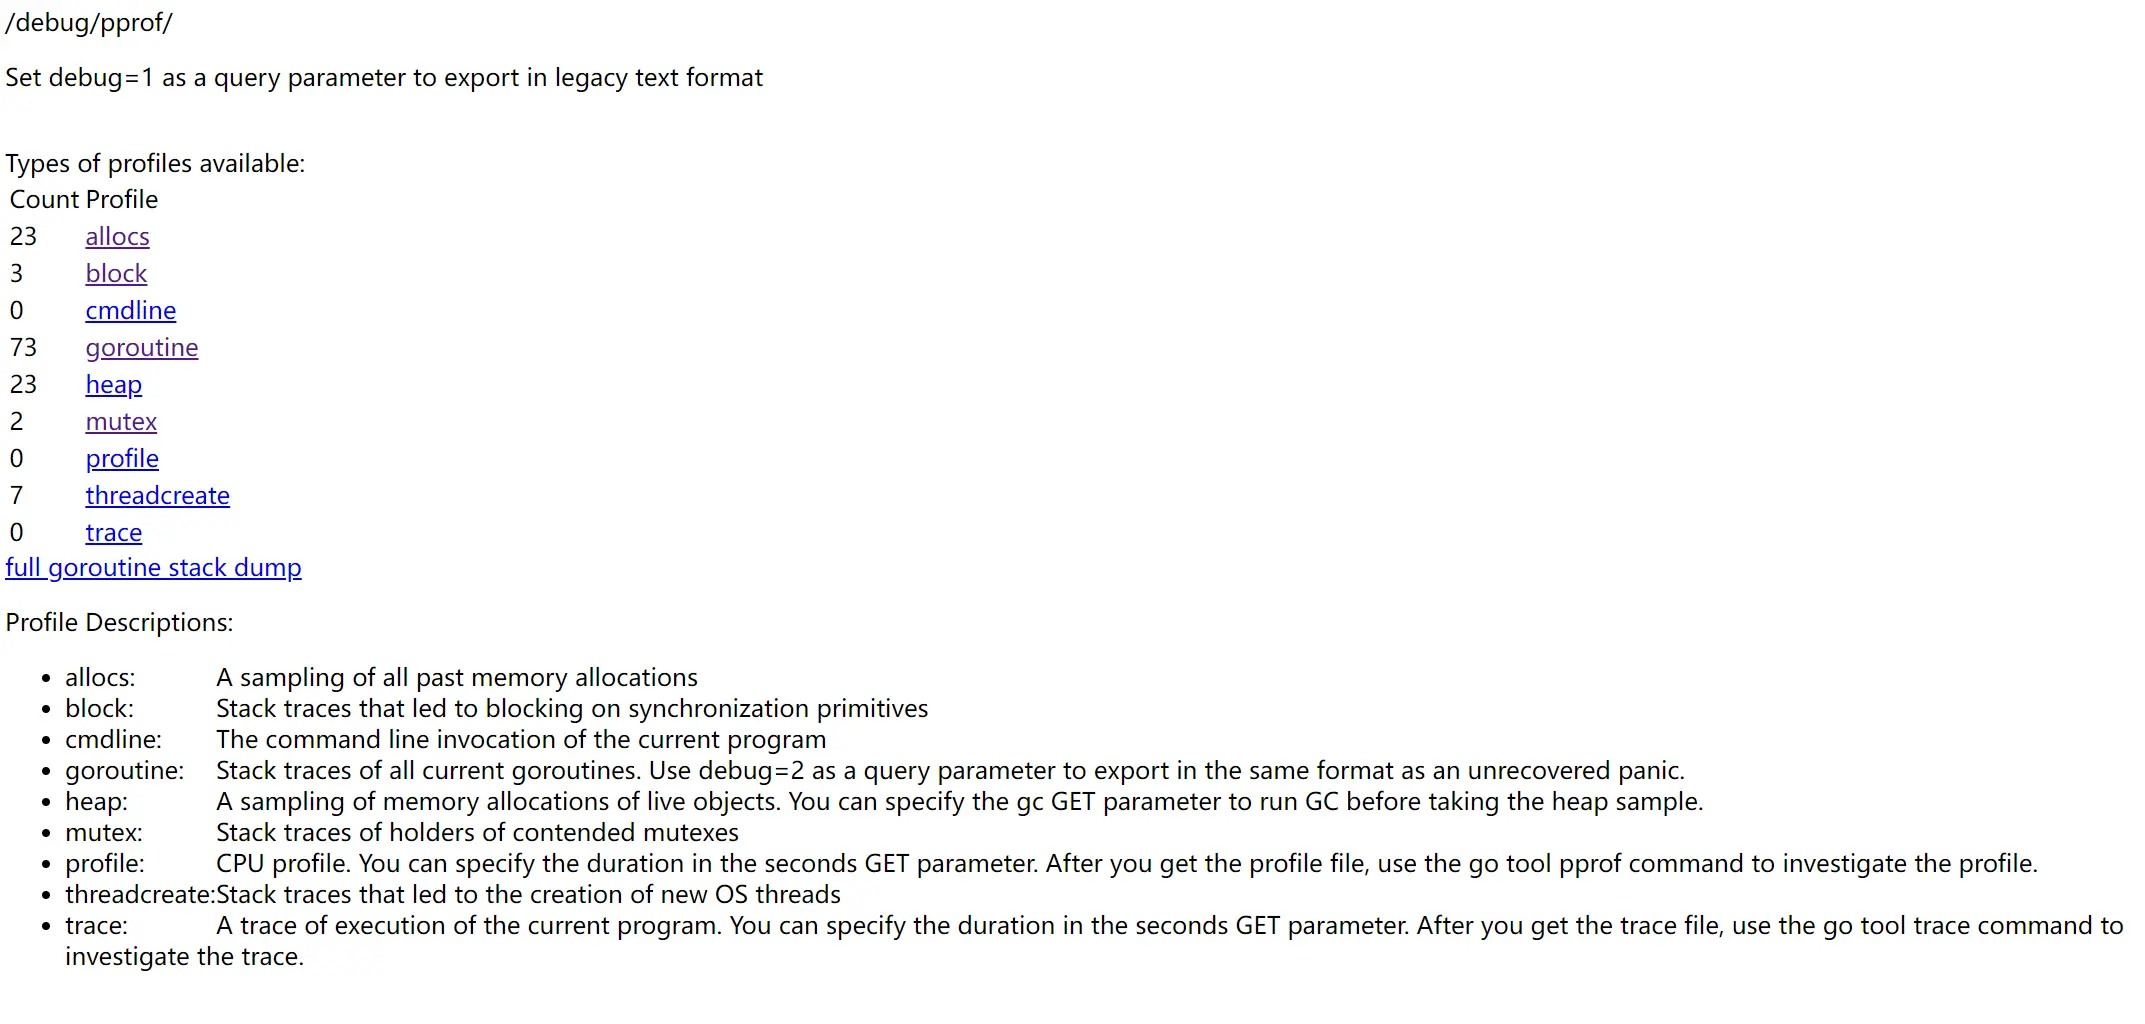 /debug/pprof/
Set debug=1 as a query parameter to export in legacy text format
Types of profiles available:
Count Profile
23 allocs
3 block
0 cmdline
73 goroutine
23 heap
2 mutex
0 profile
7 threadcreate
0 trace
full goroutine stack dump
Profile Descriptions:
• allocs: A sampling of all past memory allocations
• block: Stack traces that led to blocking on synchronization primitives
• cmdline: The command line invocation of the current program
• goroutine: Stack traces of all current goroutines. Use debug=2 as a query parameter to export in the same format as an unrecovered panic.
• heap: A sampling of memory allocations of live objects. You can specify the gc GET parameter to run GC before taking the heap sample.
• mutex: Stack traces of holders of contended mutexes
• profile: CPU profile. You can specify the duration in the seconds GET parameter. After you get the profile file, use the go tool pprof command to investigate the profile.
• threadcreate:Stack traces that led to the creation of new OS threads
• trace: A trace of execution of the current program. You can specify the duration in the seconds GET parameter. After you get the trace file, use the go tool trace command to
investigate the trace.